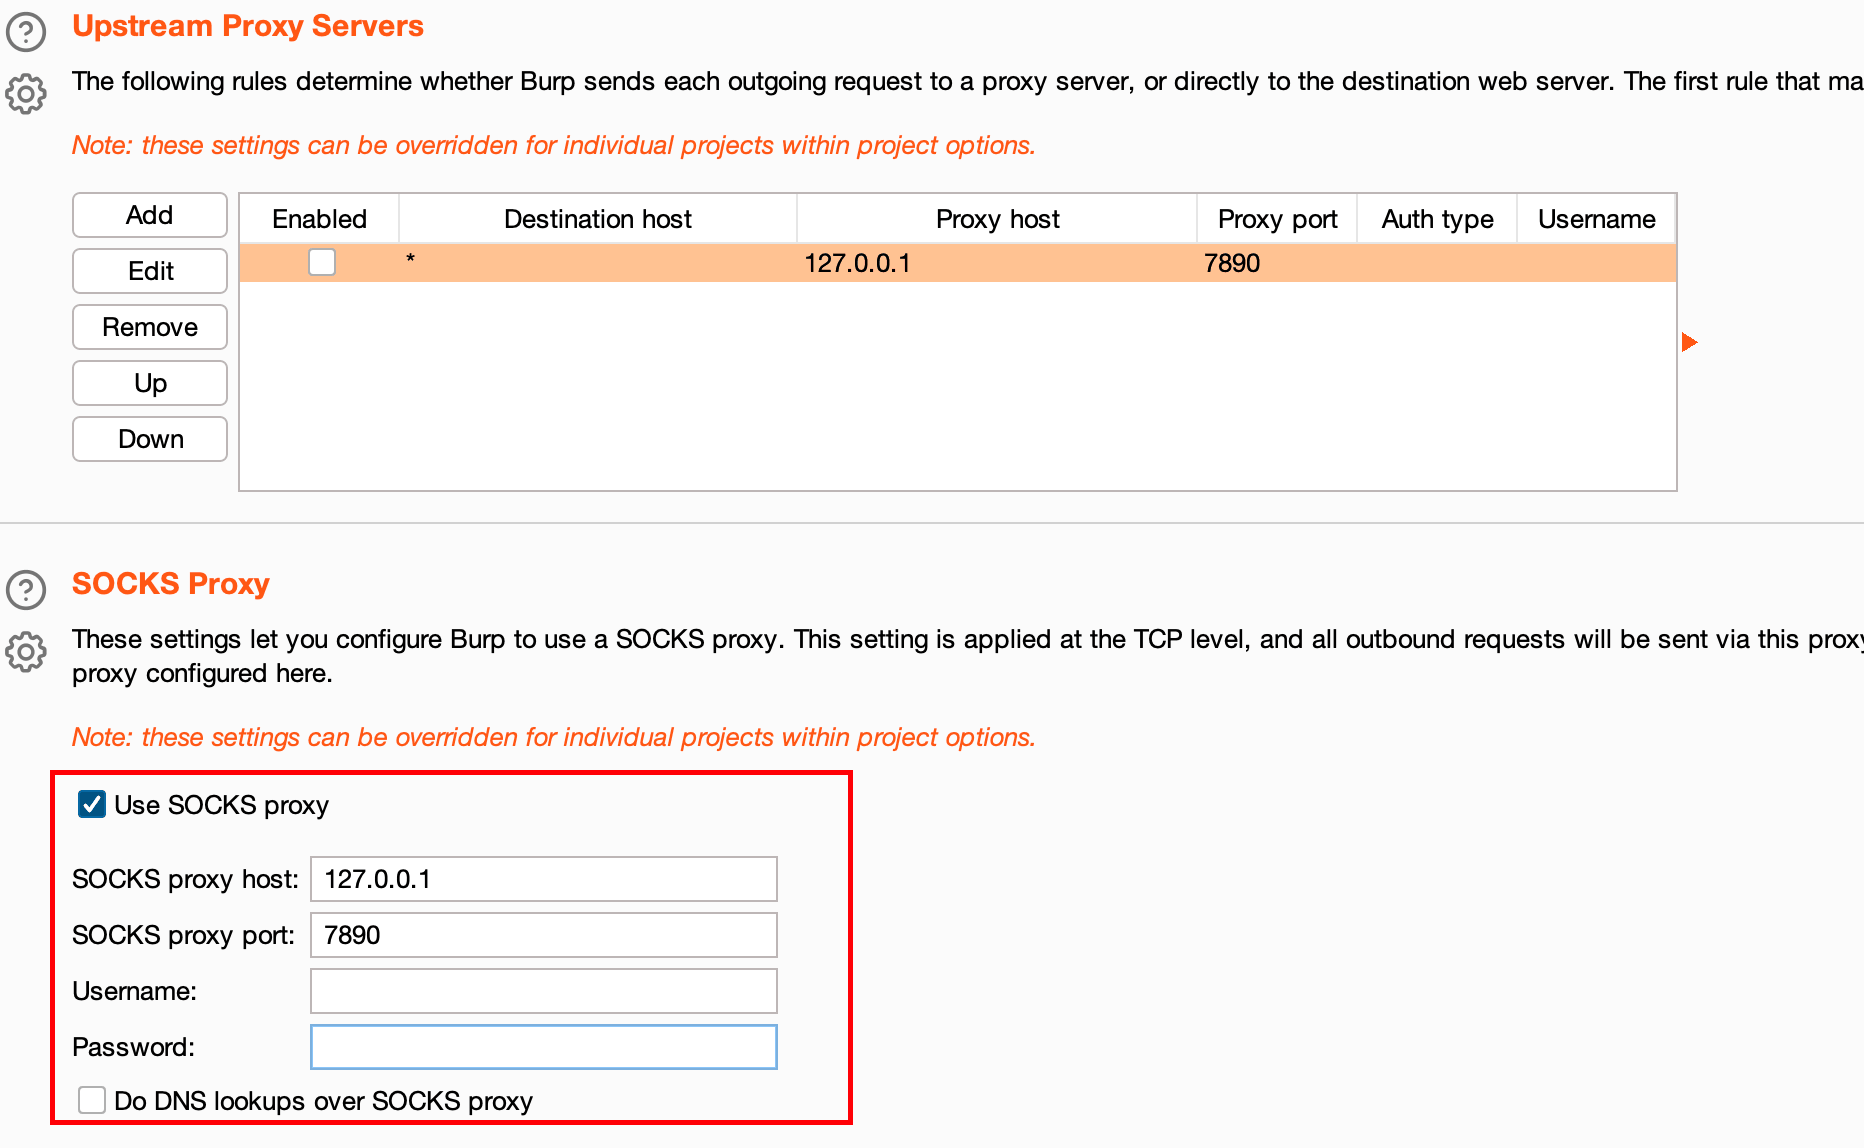 Upstream Proxy Servers
The following rules determine whether Burp sends each outgoing request to a proxy server, or directly to the destination web server. The first rule that ma
Note: these settings can be overridden for individual projects within project options.
Add
Edit
Remove
Up
Down
Enabled Destination host Proxy host Proxy port Auth type Username
* 127.0.0.1 7890
SOCKS Proxy
These settings let you configure Burp to use a SOCKS proxy. This setting is applied at the TCP level, and all outbound requests will be sent via this proxy
proxy configured here.
Note: these settings can be overridden for individual projects within project options.
Use SOCKS proxy
SOCKS proxy host: 127.0.0.1
SOCKS proxy port: 7890
Username:
Password:
Do DNS lookups over SOCKS proxy